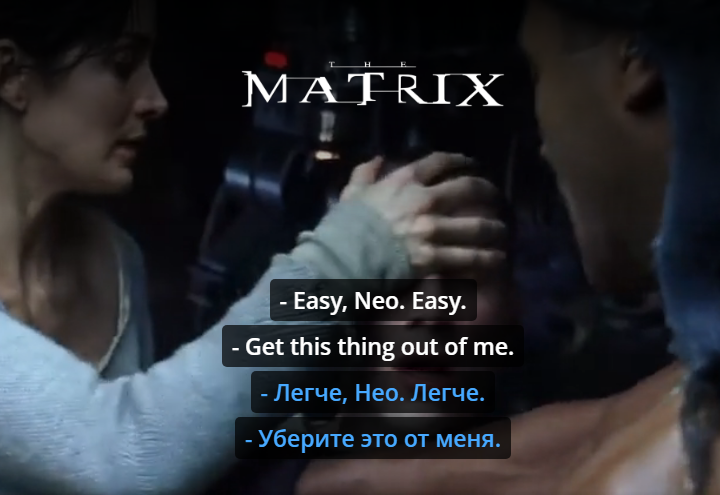 THE
MATRIX
- Easy, Neo. Easy.
- Get this thing out of me.
- Легче, Нео. Легче.
- Уберите это от меня.